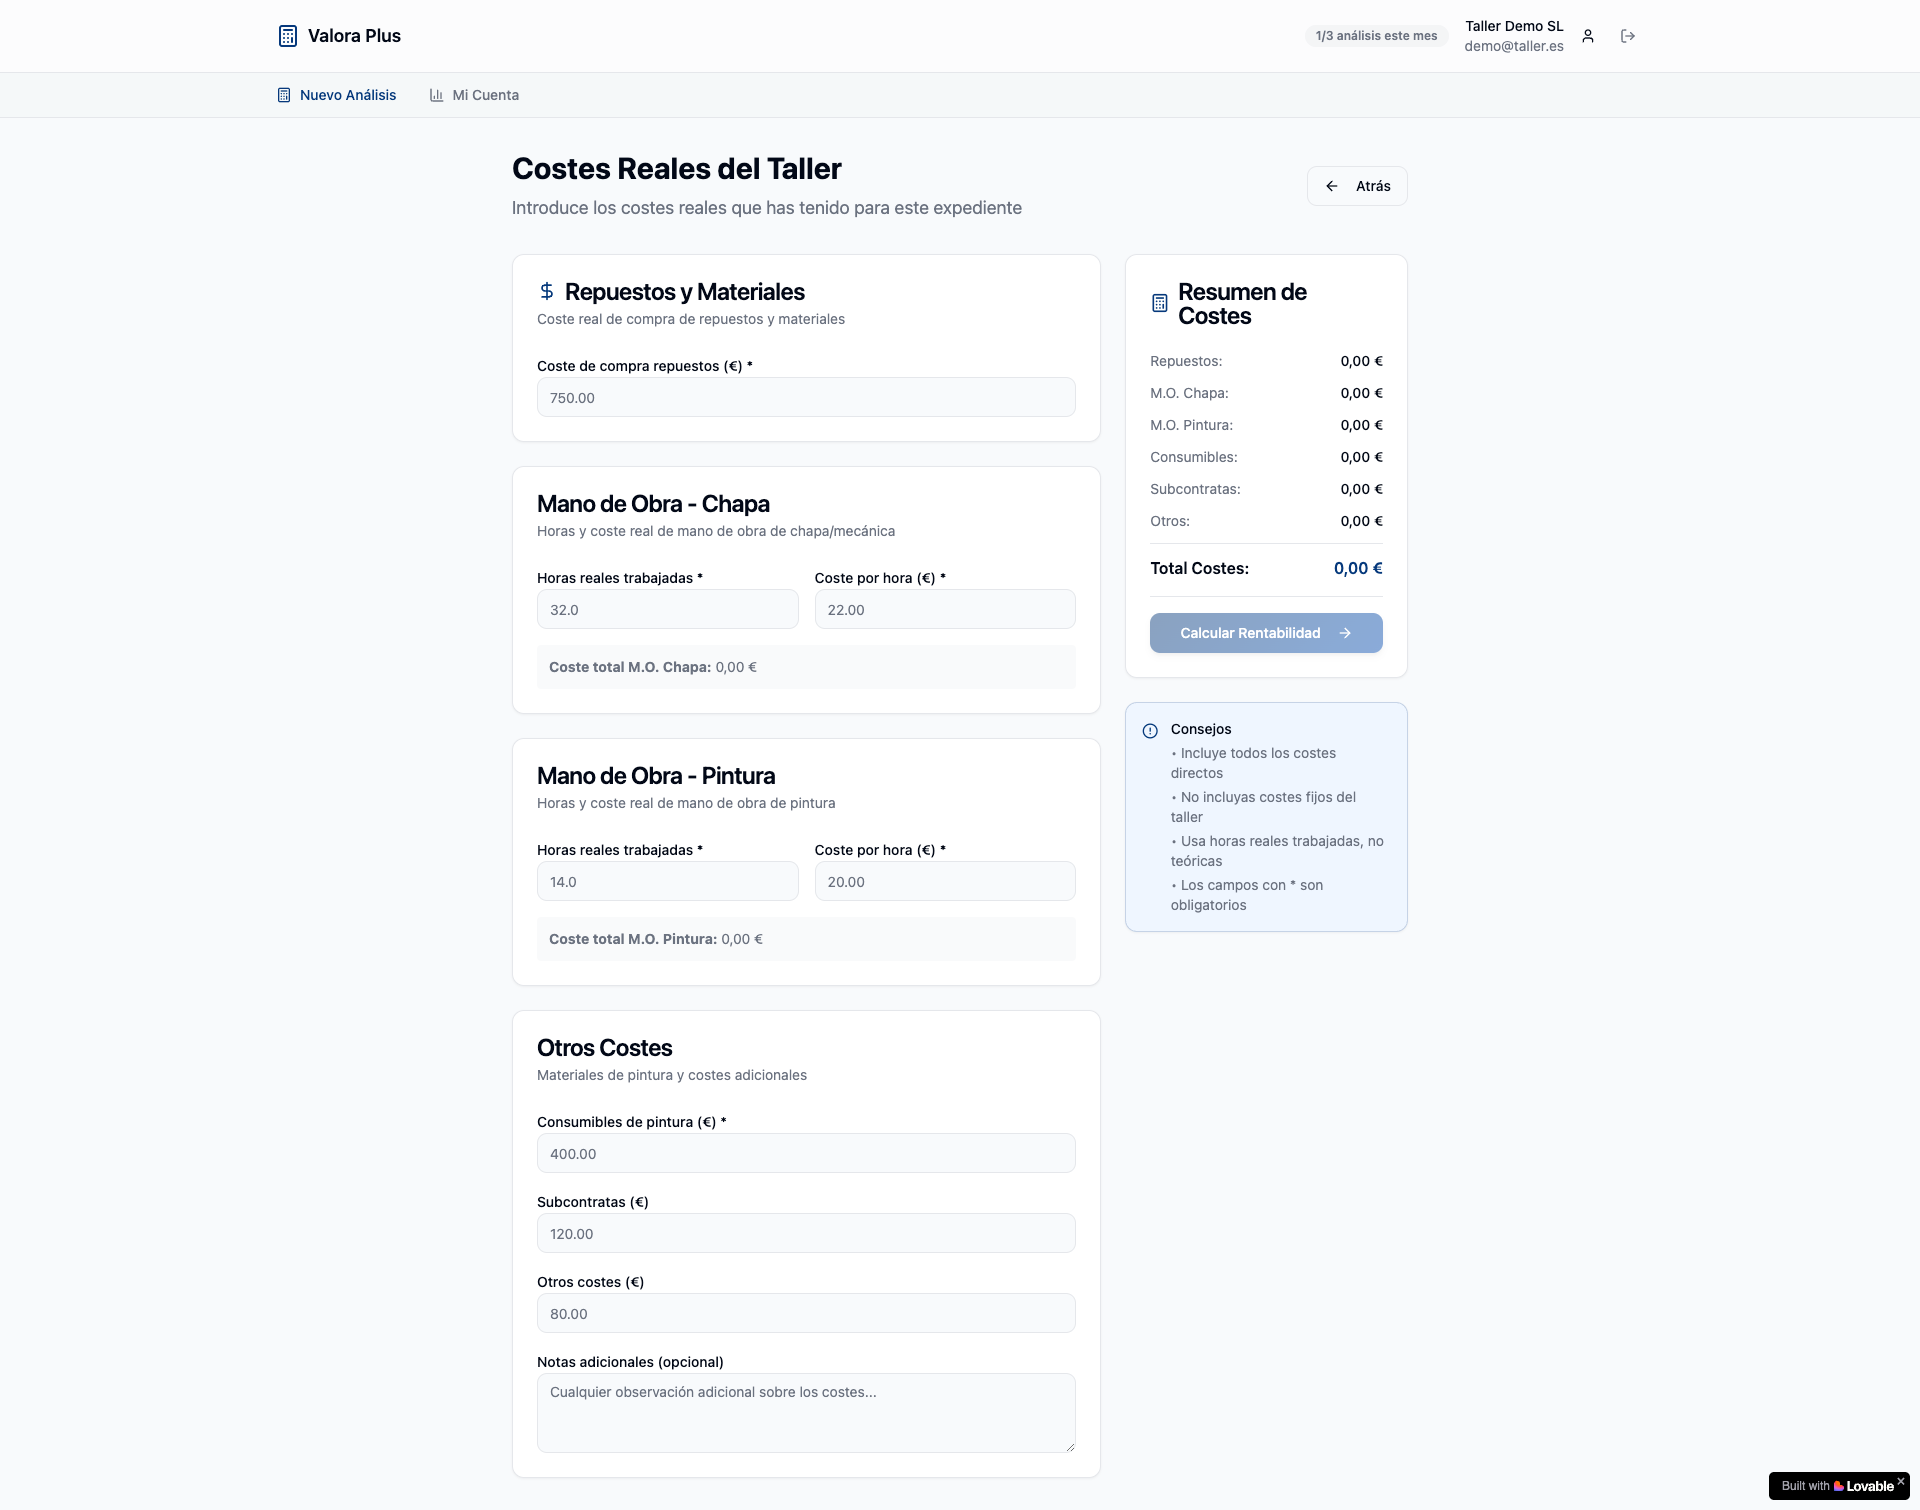 Valora Plus
1/3 análisis este mes
Taller Demo SL
demo@taller.es
Nuevo Análisis
Mi Cuenta
Costes Reales del Taller
Introduce los costes reales que has tenido para este expediente
Atrás
Repuestos y Materiales
Coste real de compra de repuestos y materiales
Coste de compra repuestos (€) *
750.00
Mano de Obra - Chapa
Horas y coste real de mano de obra de chapa/mecánica
Horas reales trabajadas *
Coste por hora (€) *
32.0
22.00
Coste total M.O. Chapa: 0,00 €
Mano de Obra - Pintura
Horas y coste real de mano de obra de pintura
Horas reales trabajadas *
Coste por hora (€) *
14.0
20.00
Coste total M.O. Pintura: 0,00 €
Otros Costes
Materiales de pintura y costes adicionales
Consumibles de pintura (€) *
400.00
Subcontratas (€)
120.00
Otros costes (€)
80.00
Notas adicionales (opcional)
Cualquier observación adicional sobre los costes...
Resumen de
Costes
Repuestos: 0,00 €
M.O. Chapa: 0,00 €
M.O. Pintura: 0,00 €
Consumibles: 0,00 €
Subcontratas: 0,00 €
Otros: 0,00 €
Total Costes: 0,00 €
Calcular Rentabilidad
Consejos
• Incluye todos los costes
directos
• No incluyas costes fijos del
taller
• Usa horas reales trabajadas, no
teóricas
• Los campos con * son
obligatorios
Built with Lovable